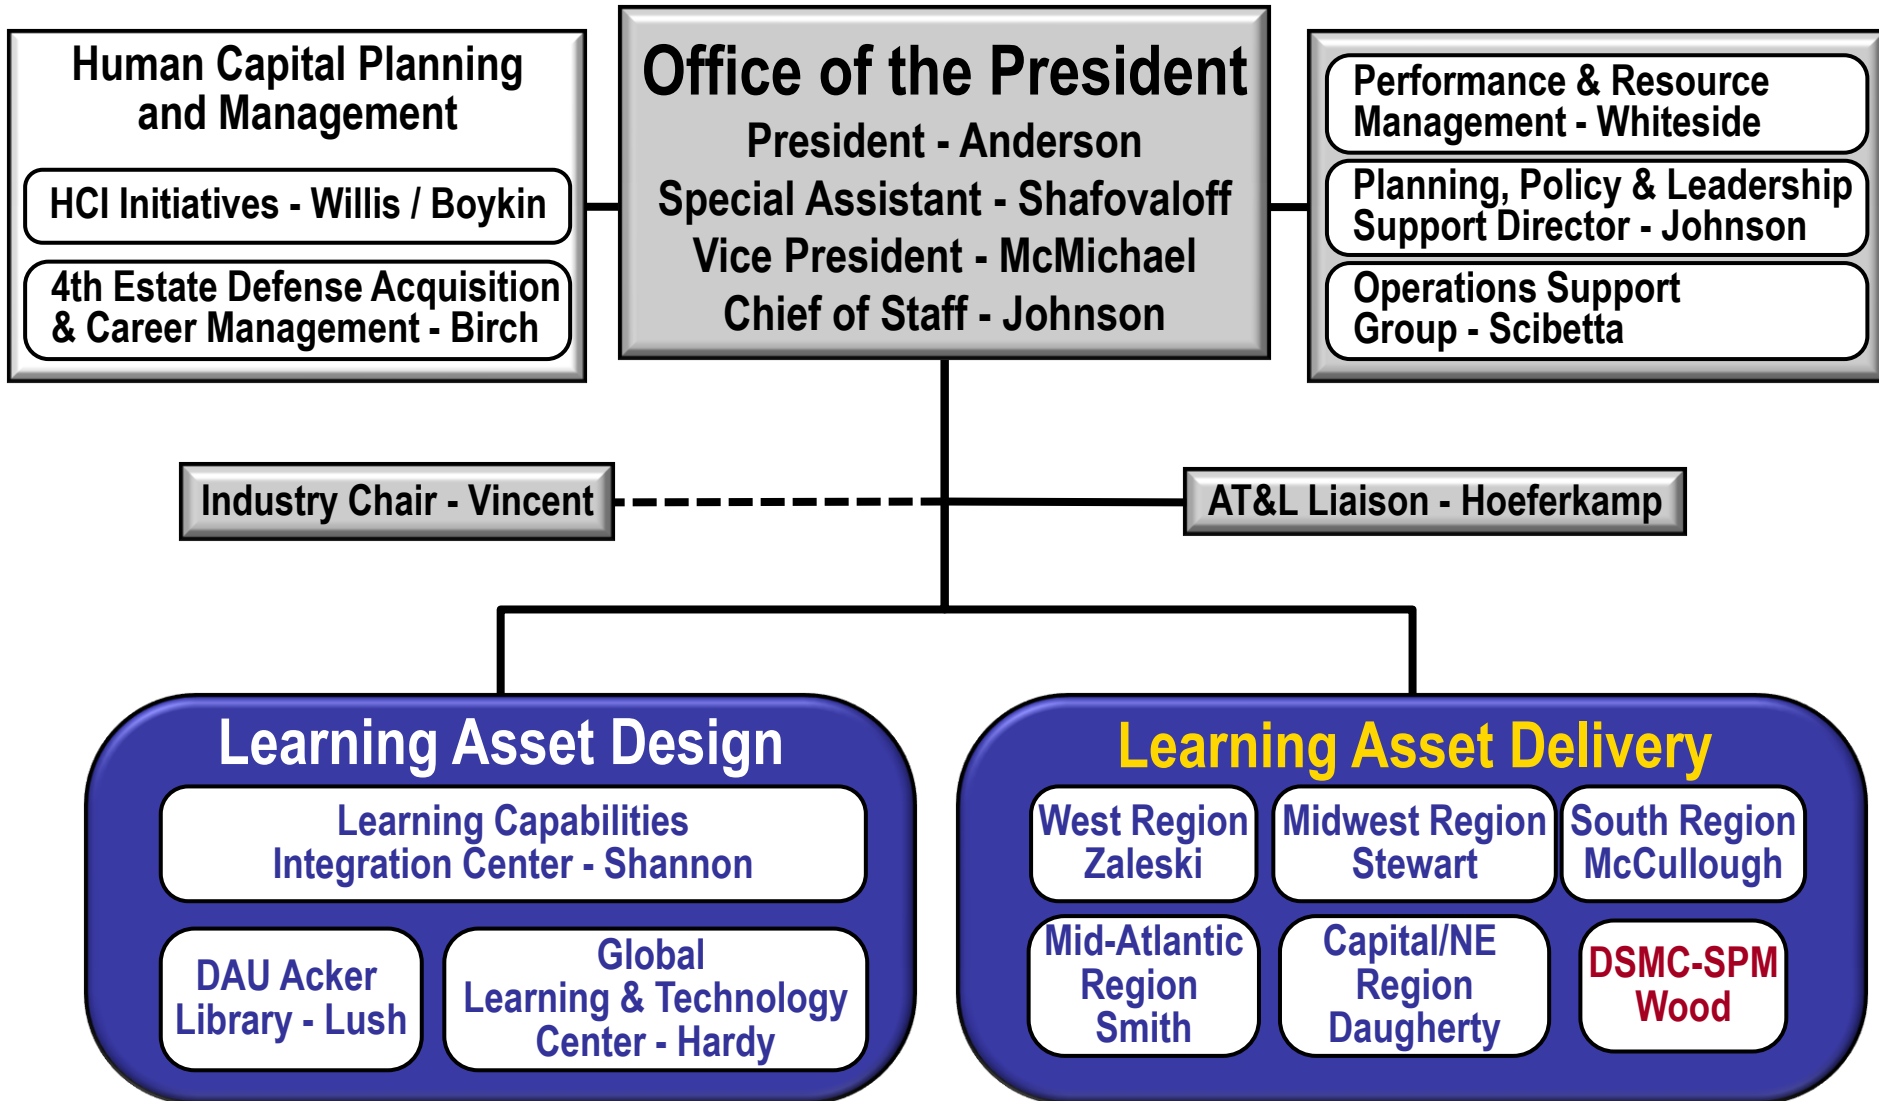 Human Capital Planning
and Management
HCI Initiatives - Willis / Boykin
4th Estate Defense Acquisition
& Career Management - Birch
Office of the President
President - Anderson
Special Assistant - Shafovaloff
Vice President - McMichael
Chief of Staff - Johnson
Performance & Resource
Management - Whiteside
Planning, Policy & Leadership
Support Director - Johnson
Operations Support
Group - Scibetta
Industry Chair - Vincent
AT&L Liaison - Hoeferkamp
Learning Asset Design
Learning Capabilities
Integration Center - Shannon
DAU Acker
Library - Lush
Global
Learning & Technology
Center - Hardy
Learning Asset Delivery
West Region
Zaleski
Midwest Region
Stewart
South Region
McCullough
Mid-Atlantic
Region
Smith
Capital/NE
Region
Daugherty
DSMC-SPM
Wood